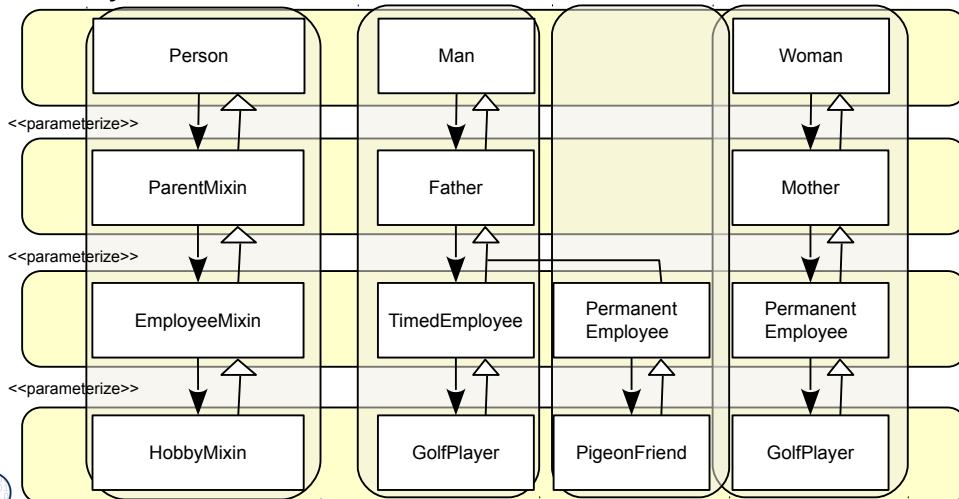 Person
Man
Woman
<<parameterize>>
ParentMixin
Father
Mother
<<parameterize>>
EmployeeMixin
TimedEmployee
Permanent
Employee
Permanent
Employee
<<parameterize>>
HobbyMixin
GolfPlayer
PigeonFriend
GolfPlayer